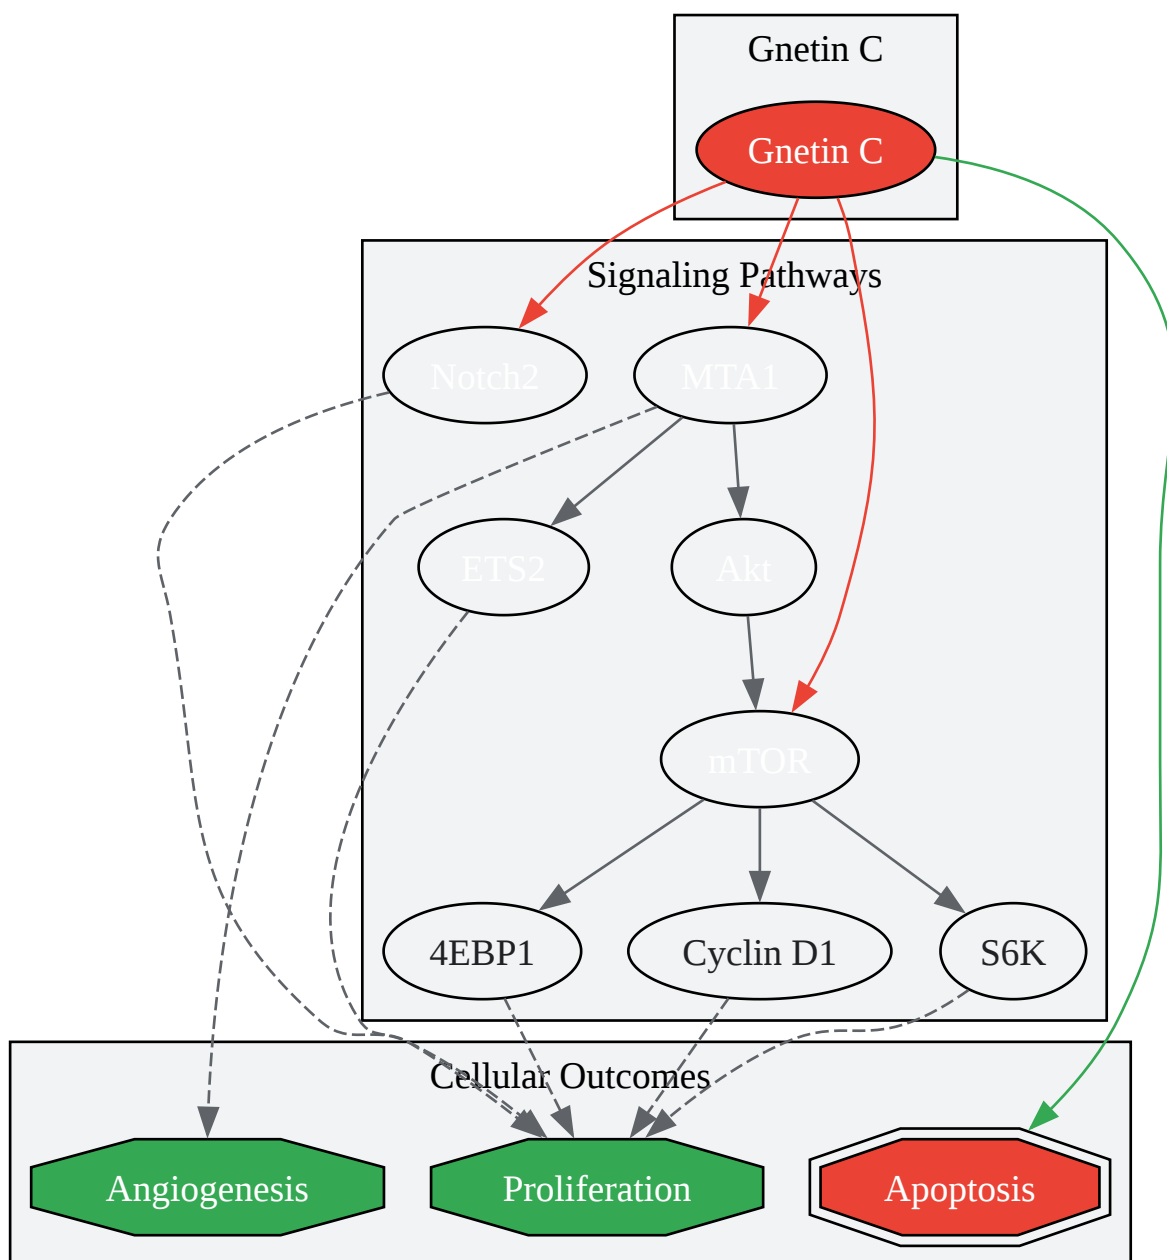 Gnetin C
Gnetin C
Signaling Pathways
Notch2
MTA1
ETS2
Akt
mTOR
4EBP1
Cyclin D1
S6K
Cellular Outcomes
Angiogenesis
Proliferation
Apoptosis